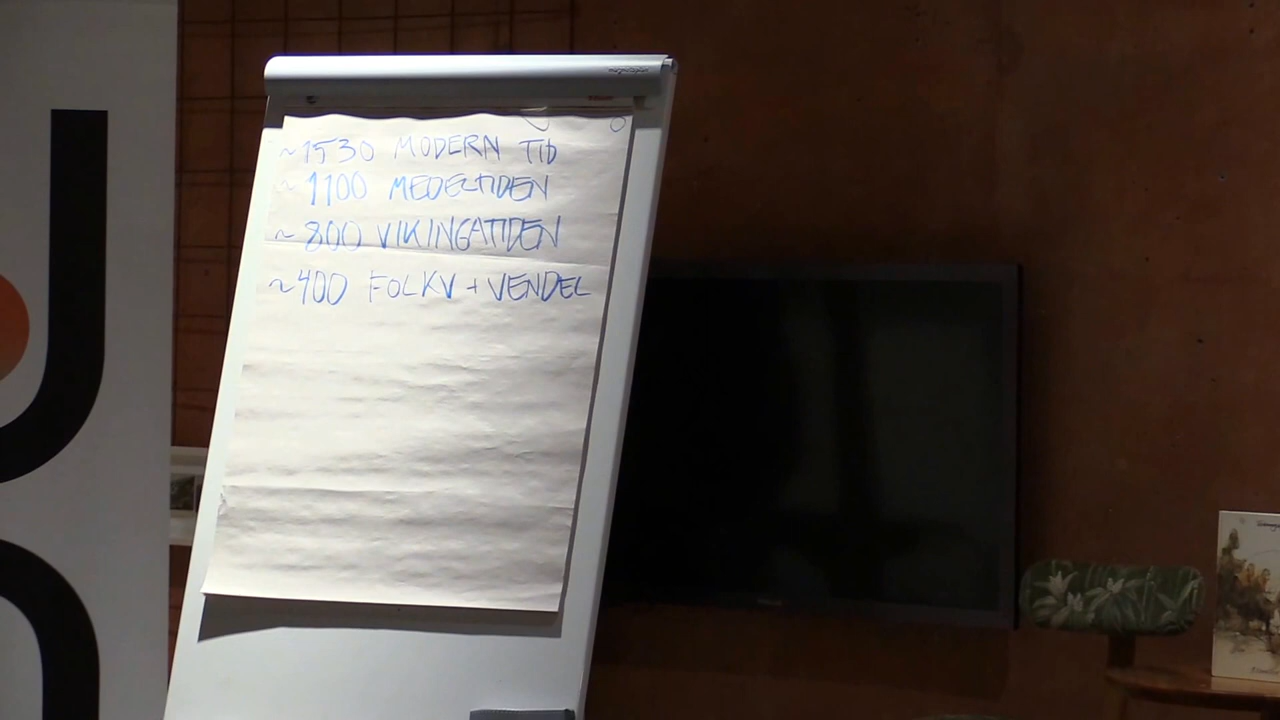 ~1530 MODERN TID
~ 1100 MEDELTIDEN
~ 800 VIKINGATIDEN
~400 FOLKV + VENDEL